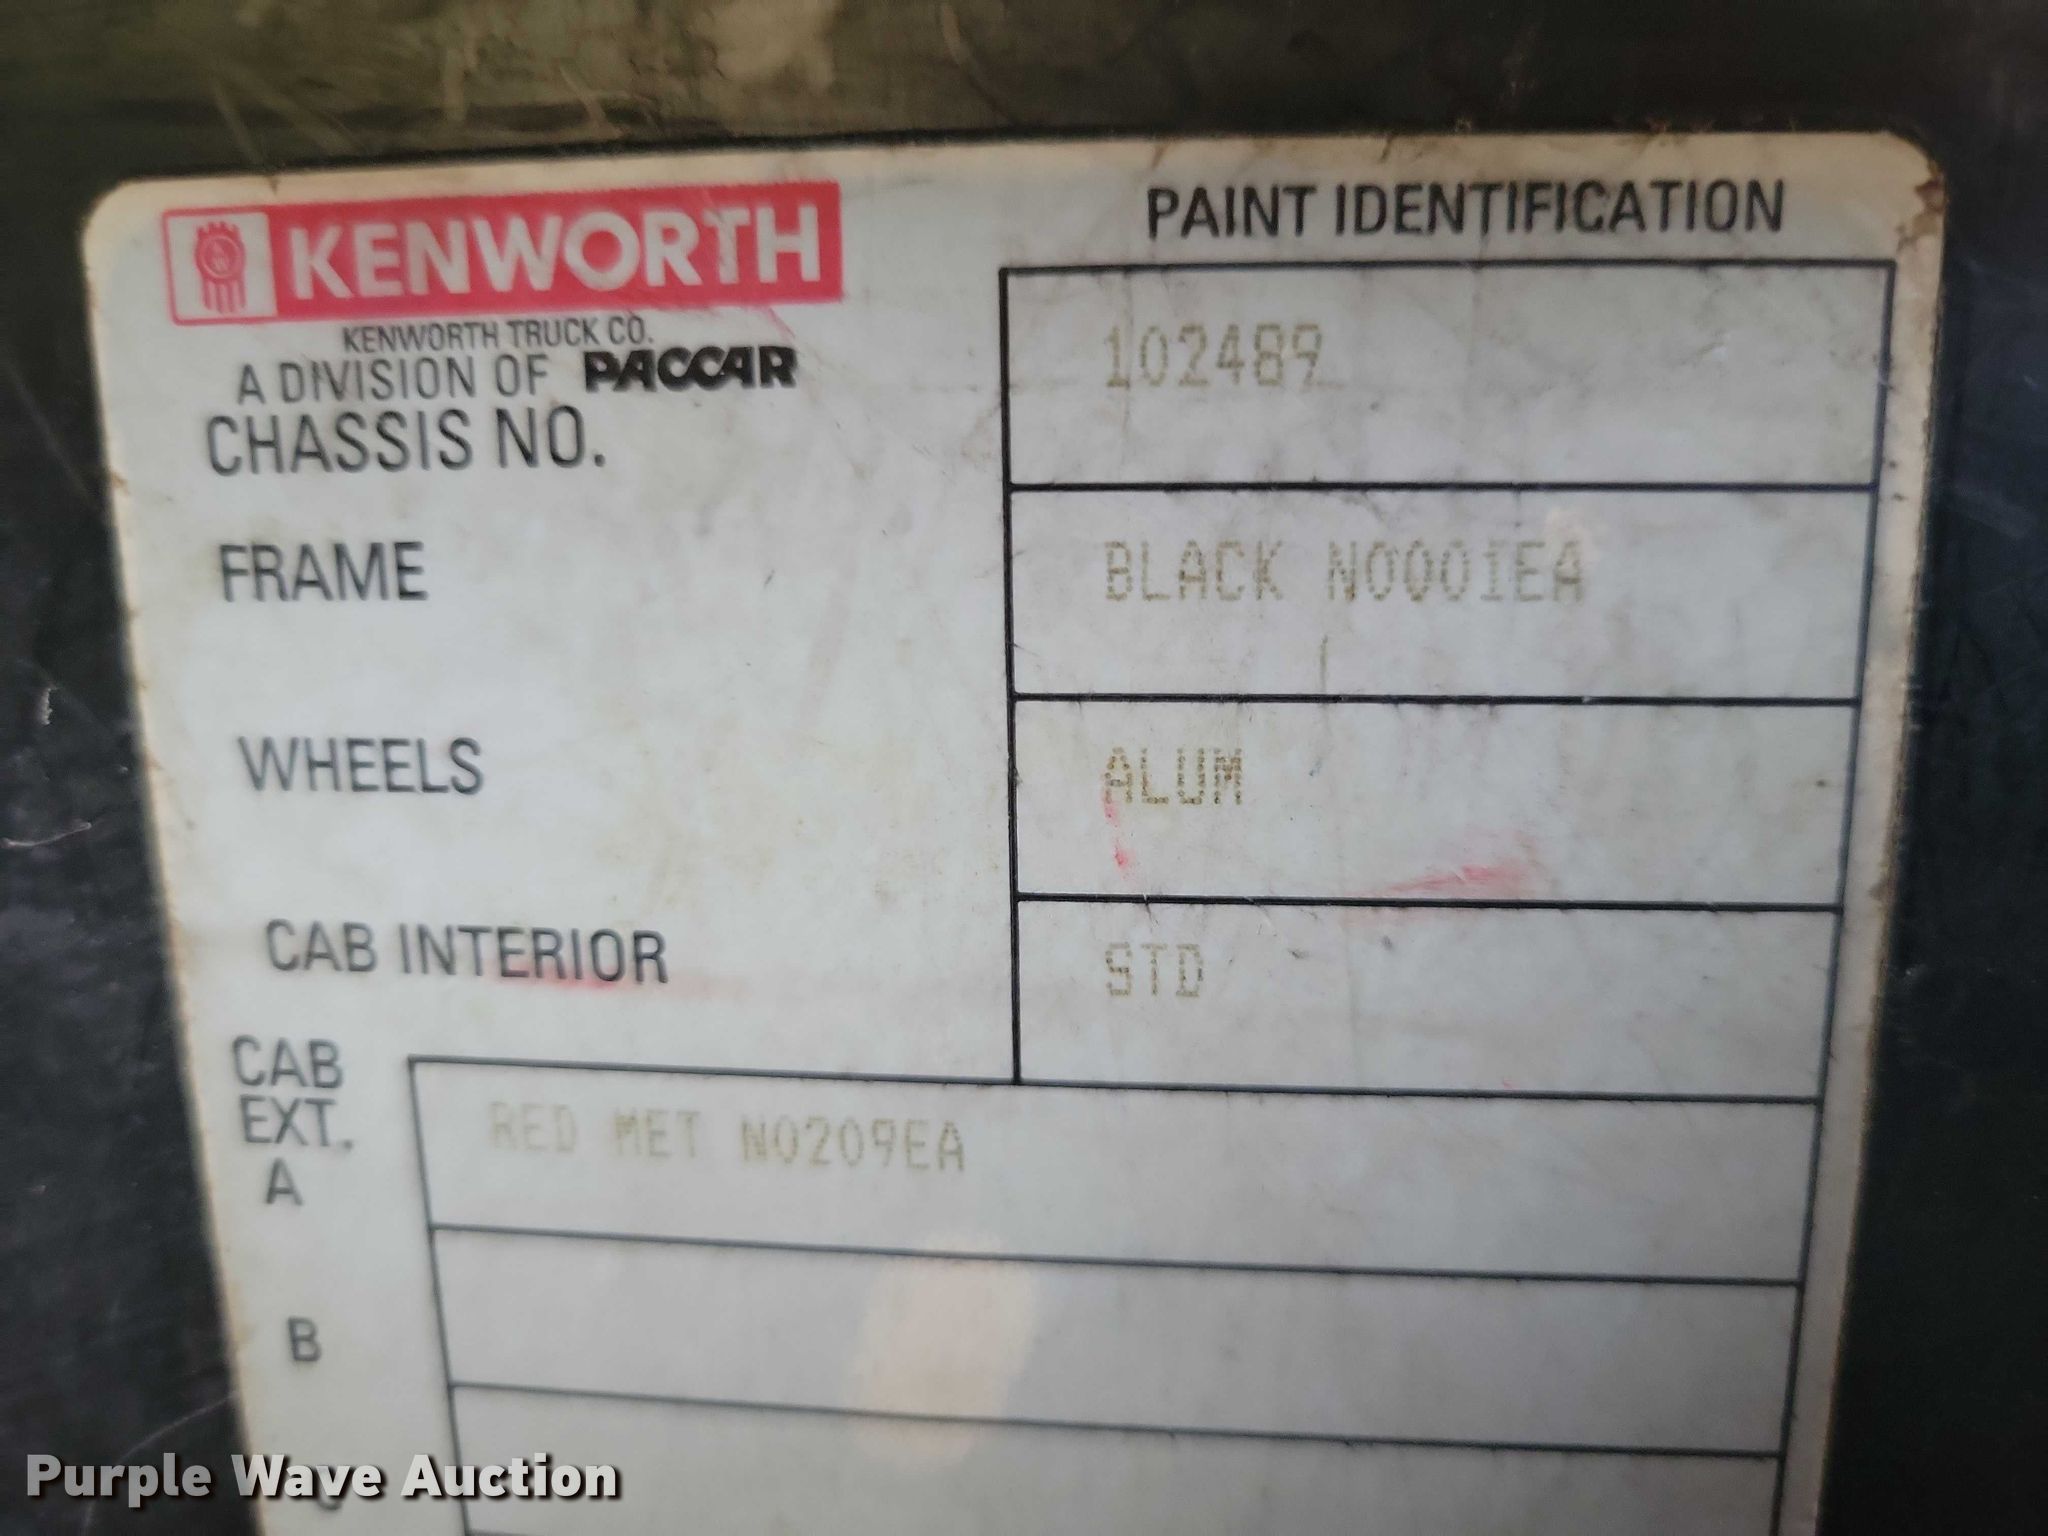 KENWORTH
KENWORTH TRUCK CO.
A DIVISION OF PACCAR
PAINT IDENTIFICATION
CHASSIS NO. 102489
FRAME BLACK N0001EA
WHEELS ALUM
CAB INTERIOR STD
CAB
EXT.
A RED MET N0209EA
B
Purple Wave Auction